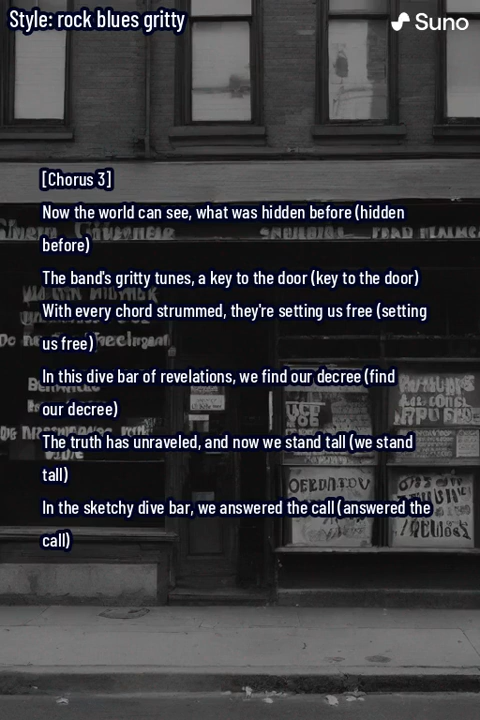 Style: rock blues gritty
Suno
[Chorus 3]
Now the world can see, what was hidden before (hidden
before)
The band's gritty tunes, a key to the door (key to the door)
With every chord strummed, they're setting us free (setting
us free)
In this dive bar of revelations, we find our decree (find
our decree)
The truth has unraveled, and now we stand tall (we stand
tall)
In the sketchy dive bar, we answered the call (answered the
call)